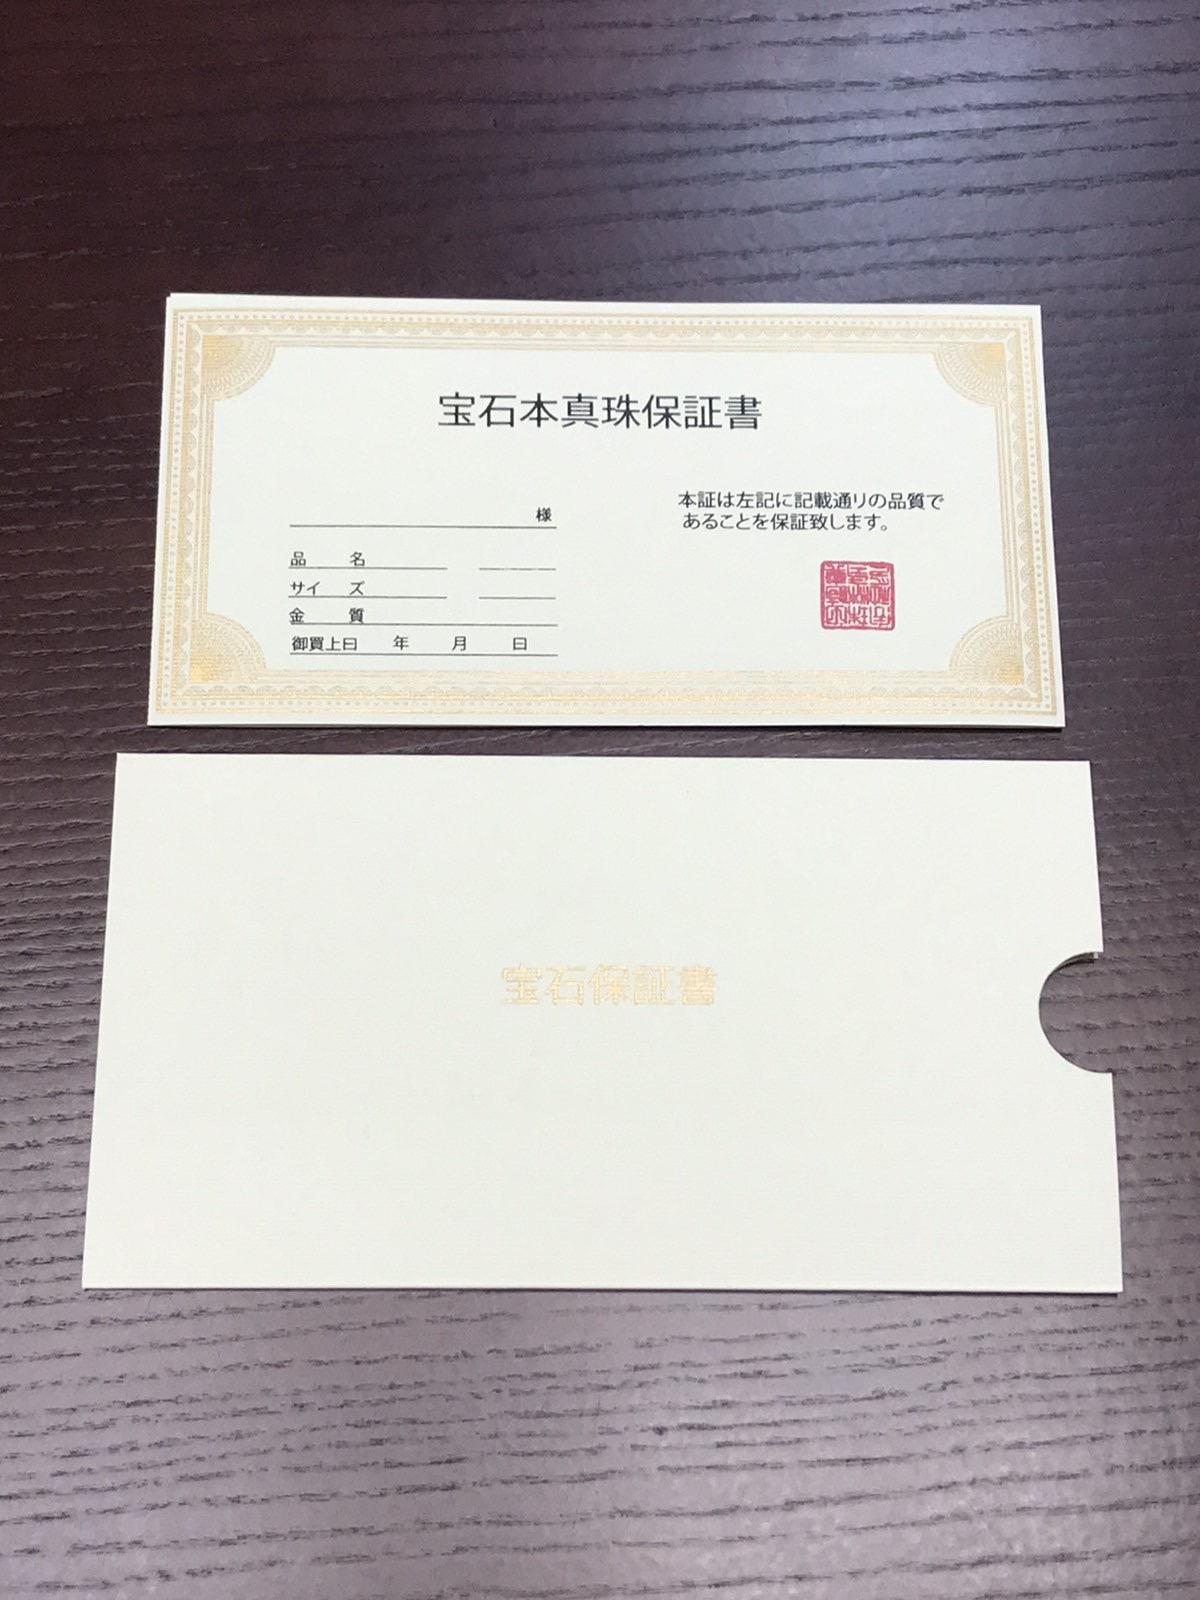 宝石本真珠保証書
様
品 名
サイ ズ
金 質
御買上日 年 月 日
本証は左記に記載通りの品質で
あることを保証致します。
宝石保証書